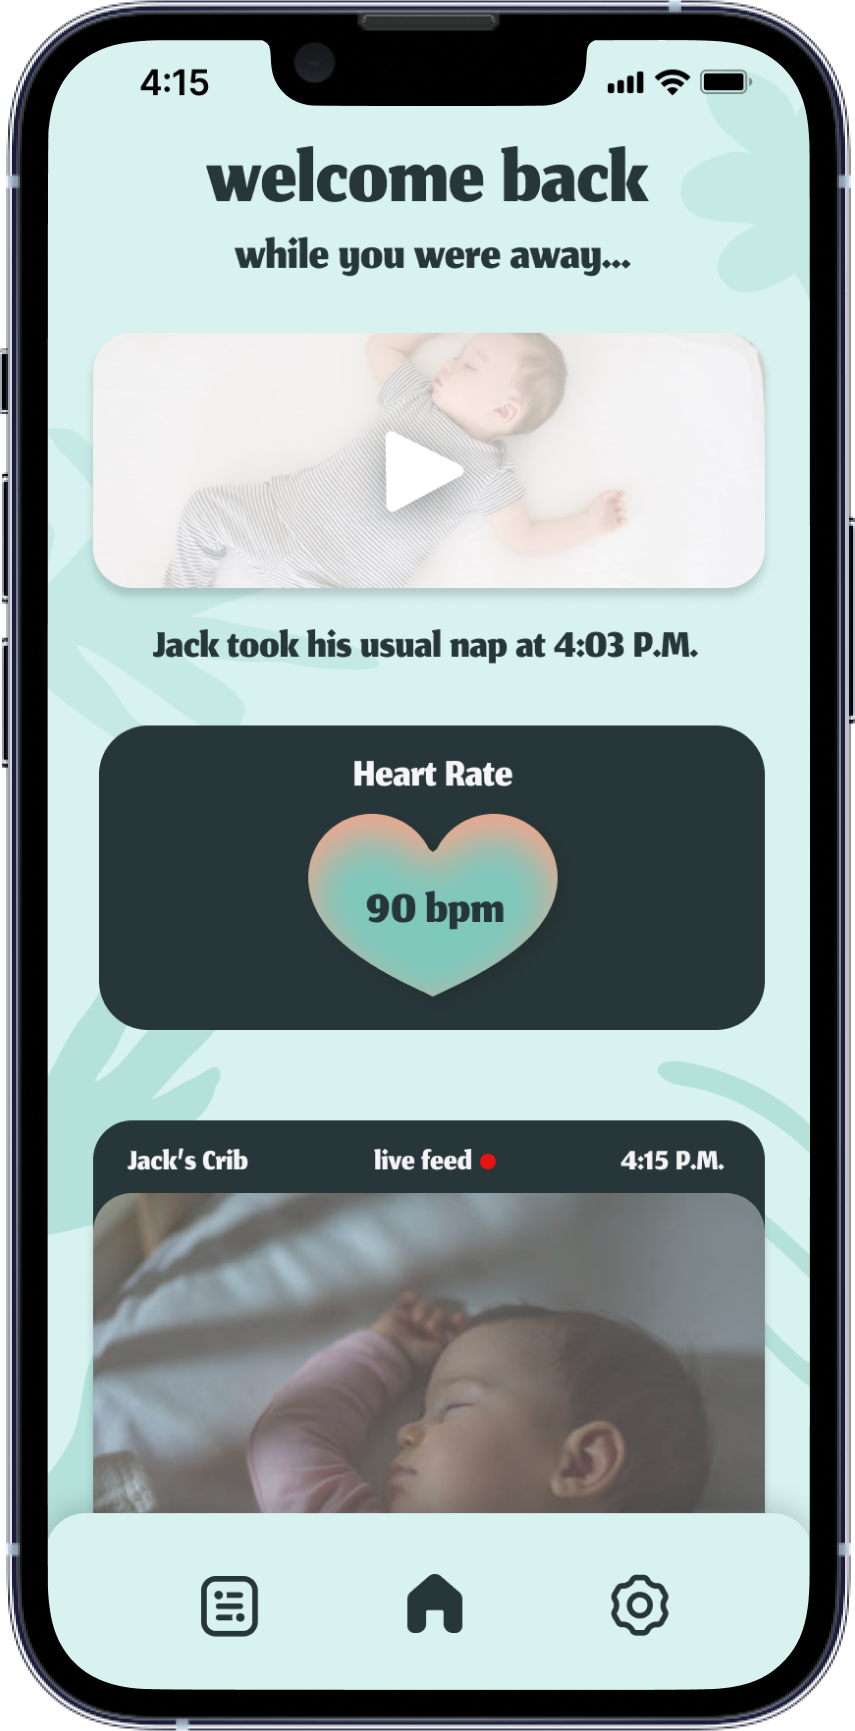 4:15
welcome back
while you were away...
Jack took his usual nap at 4:03 P.M.
Heart Rate
90 bpm
Jack's Crib live feed 4:15 P.M.